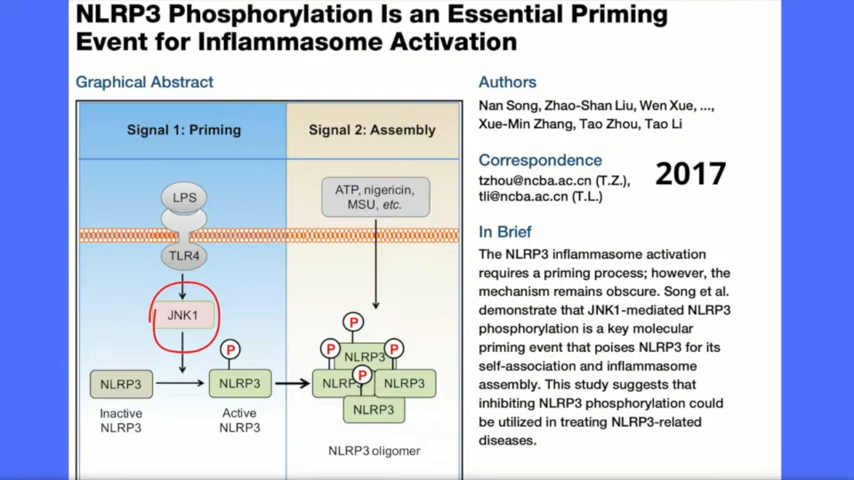 NLRP3 Phosphorylation Is an Essential Priming
Event for Inflammasome Activation
Graphical Abstract
Signal 1: Priming
Signal 2: Assembly
LPS
TLR4
JNK1
P
NLRP3
NLRP3
Inactive
NLRP3
Active
NLRP3
ATP, nigericin,
MSU, etc.
P
P
P
NLRP3
P
NLRP3
NLRP3
NLRP3
NLRP3 oligomer
Authors
Nan Song, Zhao-Shan Liu, Wen Xue, ...,
Xue-Min Zhang, Tao Zhou, Tao Li
Correspondence
tzhou@ncba.ac.cn (T.Z.),
tli@ncba.ac.cn (T.L.)
2017
In Brief
The NLRP3 inflammasome activation
requires a priming process; however, the
mechanism remains obscure. Song et al.
demonstrate that JNK1-mediated NLRP3
phosphorylation is a key molecular
priming event that poises NLRP3 for its
self-association and inflammasome
assembly. This study suggests that
inhibiting NLRP3 phosphorylation could
be utilized in treating NLRP3-related
diseases.